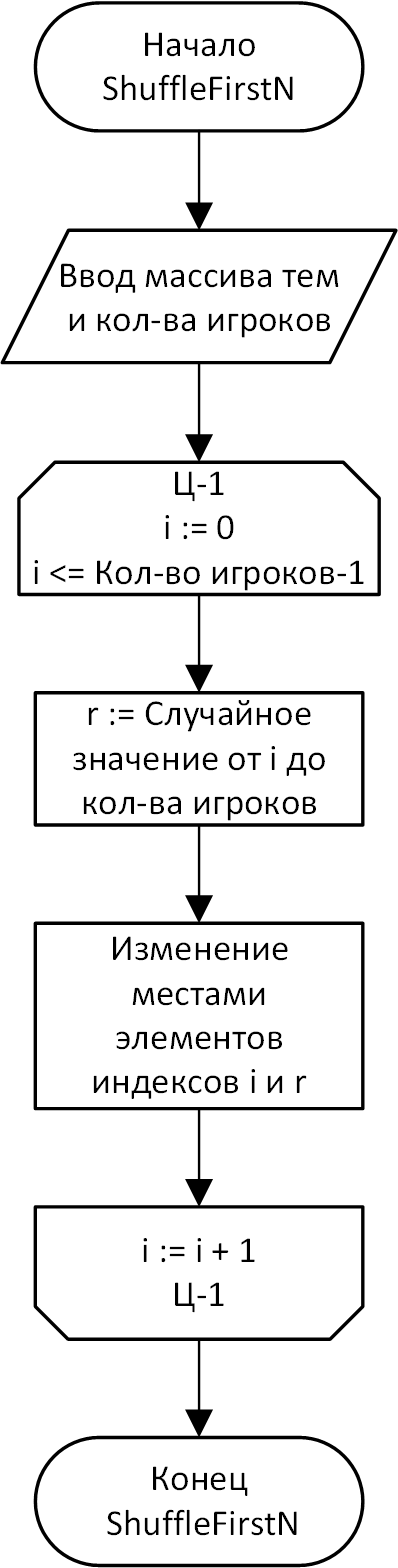 Начало
ShuffleFirstN
Ввод массива тем
и кол-ва игроков
Ц-1
i := 0
i <= Кол-во игроков-1
r := Случайное
значение от i до
кол-ва игроков
Изменение
местами
элементов
индексов i и r
i := i + 1
Ц-1
Конец
ShuffleFirstN